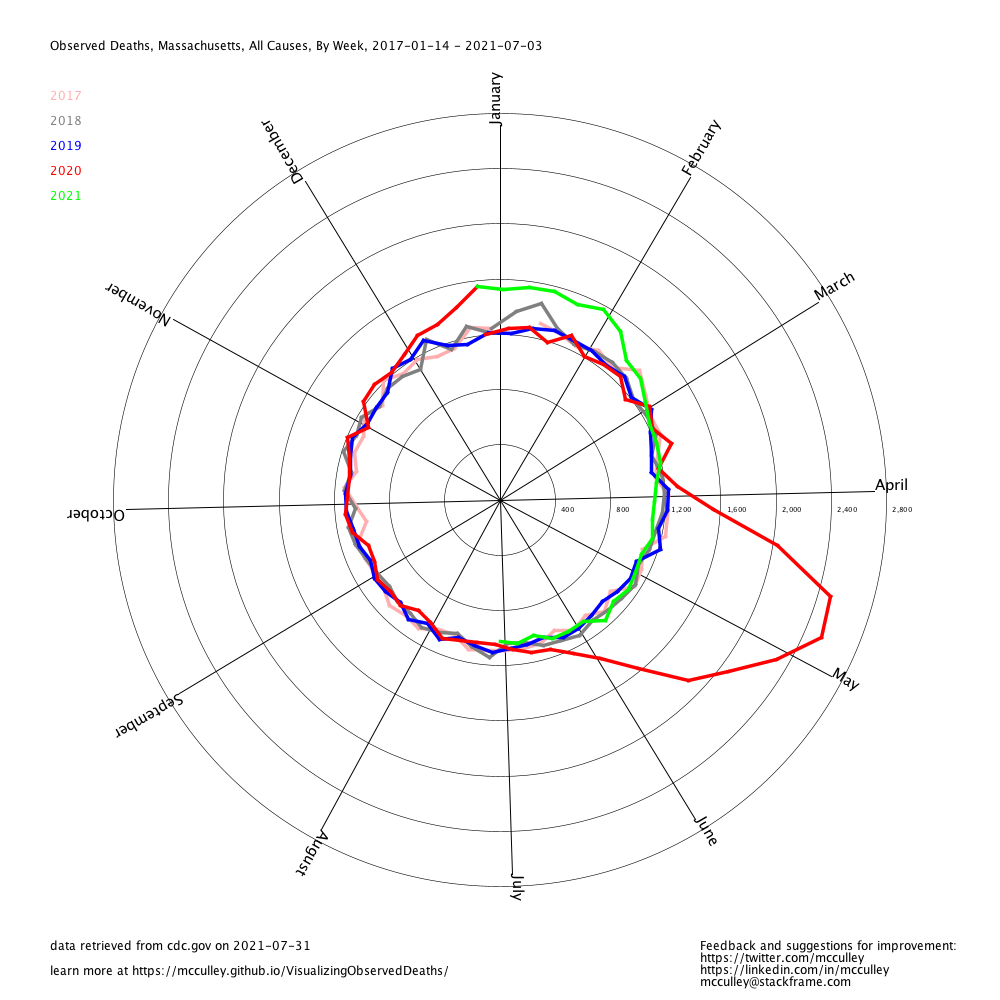 Observed Deaths, Massachusetts, All Causes, By Week, 2017-01-14 - 2021-07-03
2017
2018
2019
2020
2021
January
February
March
April
May
June
July
August
September
October
November
December
400
800
1,200
1,600
2,000
2,400
2,800
data retrieved from cdc.gov on 2021-07-31
learn more at https://mcculley.github.io/VisualizingObservedDeaths/
Feedback and suggestions for improvement:
https://twitter.com/mcculley
https://linkedin.com/in/mcculley
mcculley@stackframe.com